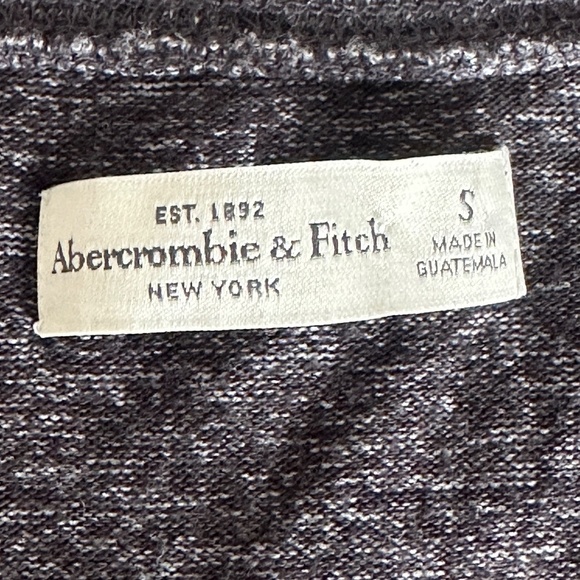 EST. 1892
Abercrombie & Fitch
NEW YORK
S
MADE IN
GUATEMALA